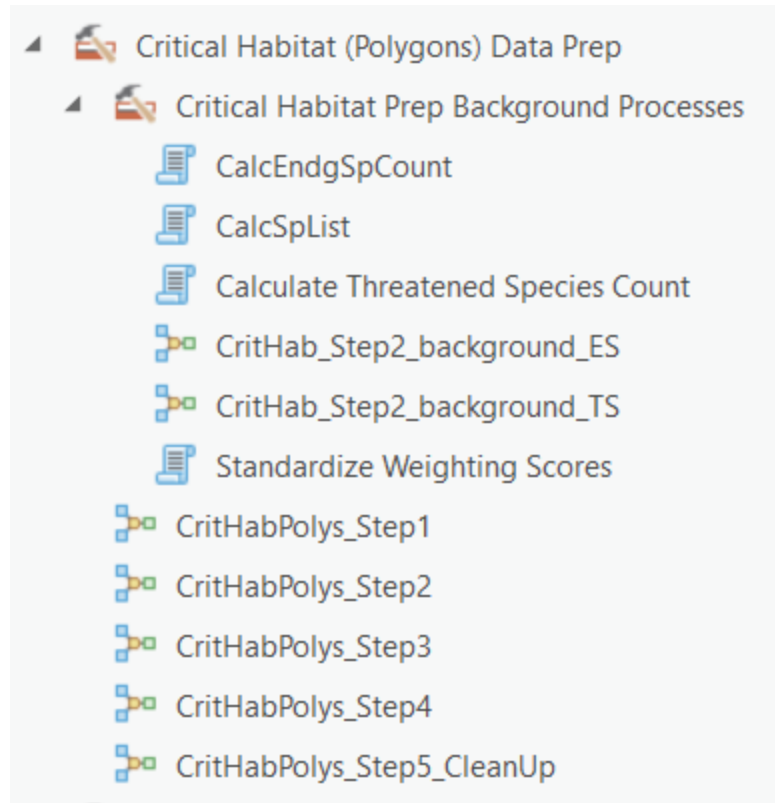 Critical Habitat (Polygons) Data Prep
Critical Habitat Prep Background Processes
CalcEndgSpCount
CalcSpList
Calculate Threatened Species Count
CritHab_Step2_background_ES
CritHab_Step2_background_TS
Standardize Weighting Scores
CritHabPolys_Step1
CritHabPolys_Step2
CritHabPolys_Step3
CritHabPolys_Step4
CritHabPolys_Step5_CleanUp